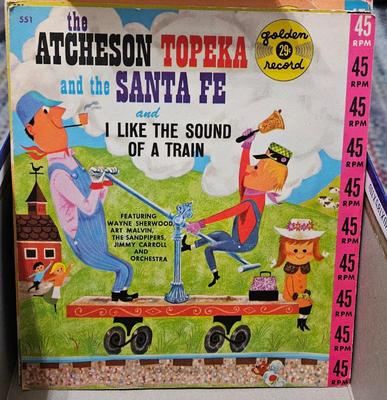 551
the
ATCHESON TOPEKA
and the SANTA FE
and
I LIKE THE SOUND
OF A TRAIN
golden
29¢
record
FEATURING
WAYNE SHERWOOD
ART MALVIN,
THE SANDPIPERS,
JIMMY CARROLL
AND
ORCHESTRA
45
RPM
45
RPM
45
RPM
45
RPM
45
RPM
45
RPM
45
RPM
45
RPM
45
RPM
45
RPM